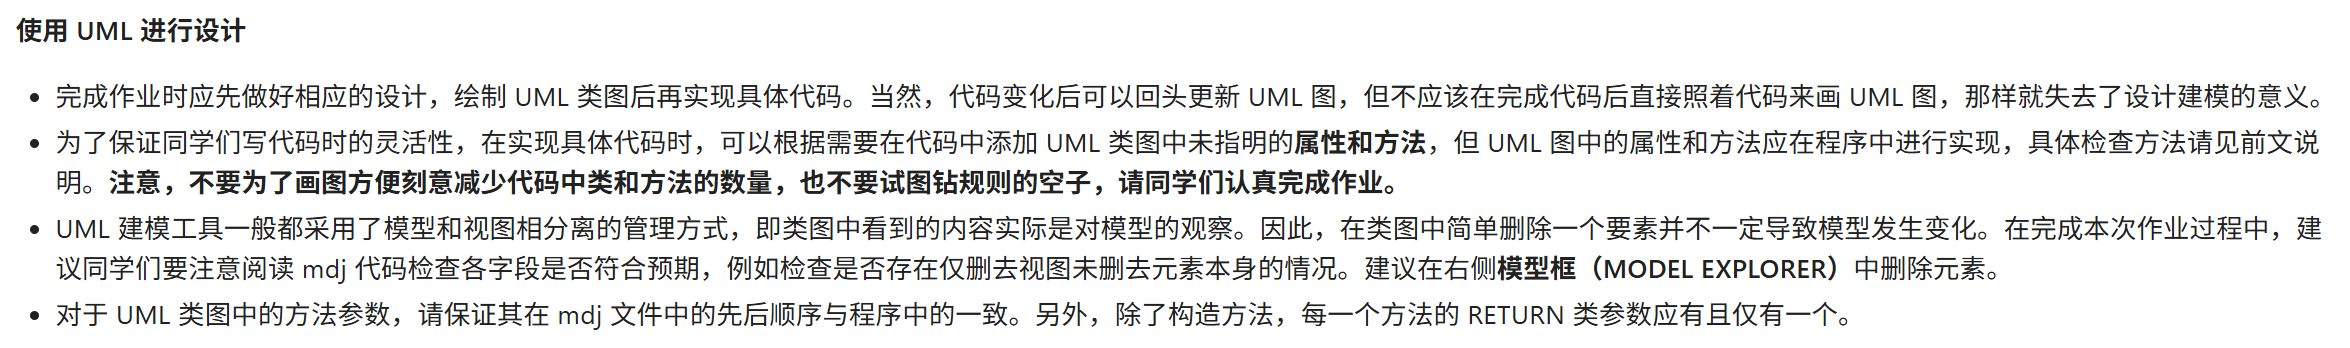 使用 UML 进行设计
• 完成作业时应先做好相应的设计，绘制 UML 类图后再实现具体代码。当然，代码变化后可以回头更新 UML 图，但不应该在完成代码后直接照着代码来画 UML 图，那样就失去了设计建模的意义。
• 为了保证同学们写代码时的灵活性，在实现具体代码时，可以根据需要在代码中添加 UML 类图中未指明的属性和方法，但 UML 图中的属性和方法应在程序中进行实现，具体检查方法请见前文说
明。注意，不要为了画图方便刻意减少代码中类和方法的数量，也不要试图钻规则的空子，请同学们认真完成作业。
• UML 建模工具一般都采用了模型和视图相分离的管理方式，即类图中看到的内容实际是对模型的观察。因此，在类图中简单删除一个要素并不一定导致模型发生变化。在完成本次作业过程中，建
议同学们要注意阅读 mdj 代码检查各字段是否符合预期，例如检查是否存在仅删去视图未删去元素本身的情况。建议在右侧模型框（MODEL EXPLORER）中删除元素。
• 对于 UML 类图中的方法参数，请保证其在 mdj 文件中的先后顺序与程序中的一致。另外，除了构造方法，每一个方法的 RETURN 类参数应有且仅有一个。